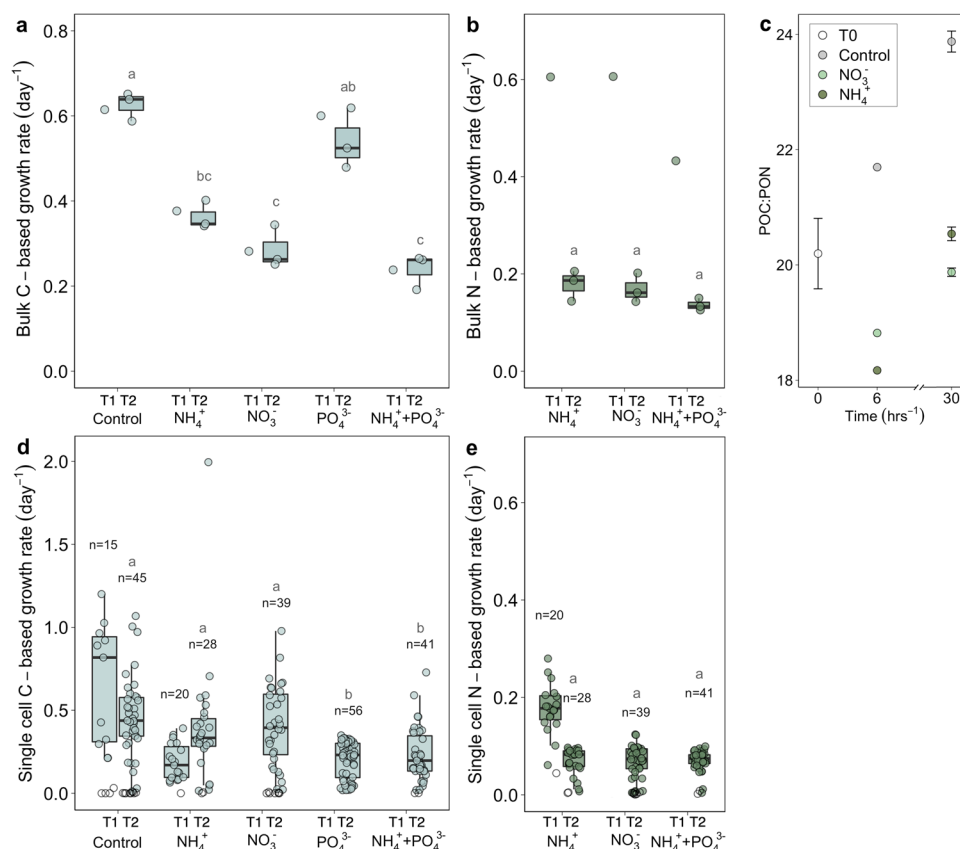 a
Bulk C – based growth rate (day⁻¹)
0.8
0.6
0.4
0.2
0.0
a
bc
c
ab
c
T1 T2 T1 T2 T1 T2 T1 T2 T1 T2
Control NH₄⁺ NO₃⁻ PO₄³⁻ NH₄⁺+PO₄³⁻
b
Bulk N – based growth rate (day⁻¹)
0.6
0.4
0.2
0.0
a
a
a
T1 T2 T1 T2 T1 T2
NH₄⁺ NO₃⁻ NH₄⁺+PO₄³⁻
c
POC:PON
24
22
20
18
T0
Control
NO₃⁻
NH₄⁺
0 6 30
Time (hrs⁻¹)
d
Single cell C – based growth rate (day⁻¹)
2.0
1.5
1.0
0.5
0.0
n=15
a
n=45
n=20
a
n=28
a
n=39
b
n=56
b
n=41
T1 T2 T1 T2 T1 T2 T1 T2 T1 T2
Control NH₄⁺ NO₃⁻ PO₄³⁻ NH₄⁺+PO₄³⁻
e
Single cell N – based growth rate (day⁻¹)
0.6
0.4
0.2
0.0
n=20
a
n=28
a
n=39
a
n=41
T1 T2 T1 T2 T1 T2
NH₄⁺ NO₃⁻ NH₄⁺+PO₄³⁻